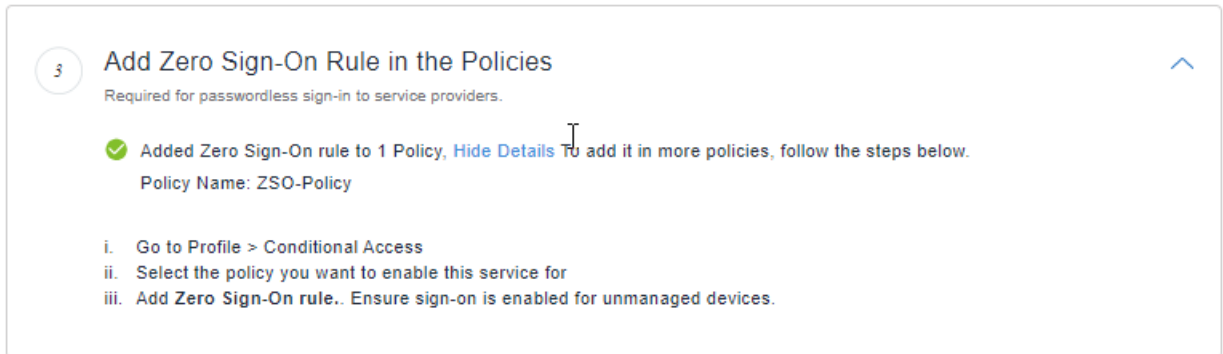 3
Add Zero Sign-On Rule in the Policies
Required for passwordless sign-in to service providers.
Added Zero Sign-On rule to 1 Policy, Hide Details To add it in more policies, follow the steps below.
Policy Name: ZSO-Policy
i. Go to Profile > Conditional Access
ii. Select the policy you want to enable this service for
iii. Add Zero Sign-On rule.. Ensure sign-on is enabled for unmanaged devices.